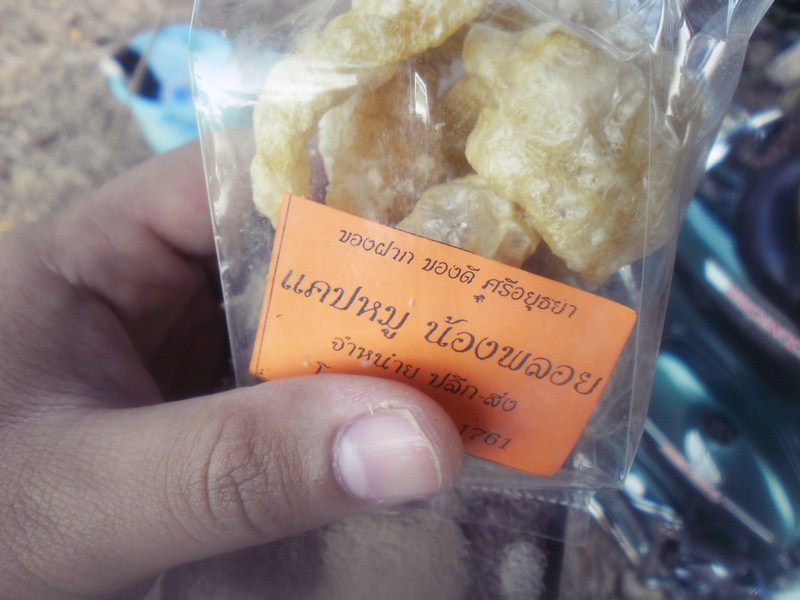 ของฝาก ของดี ศรีอยุธยา
แคปหมู น้องพลอย
จำหน่าย ปลีก-ส่ง
1761